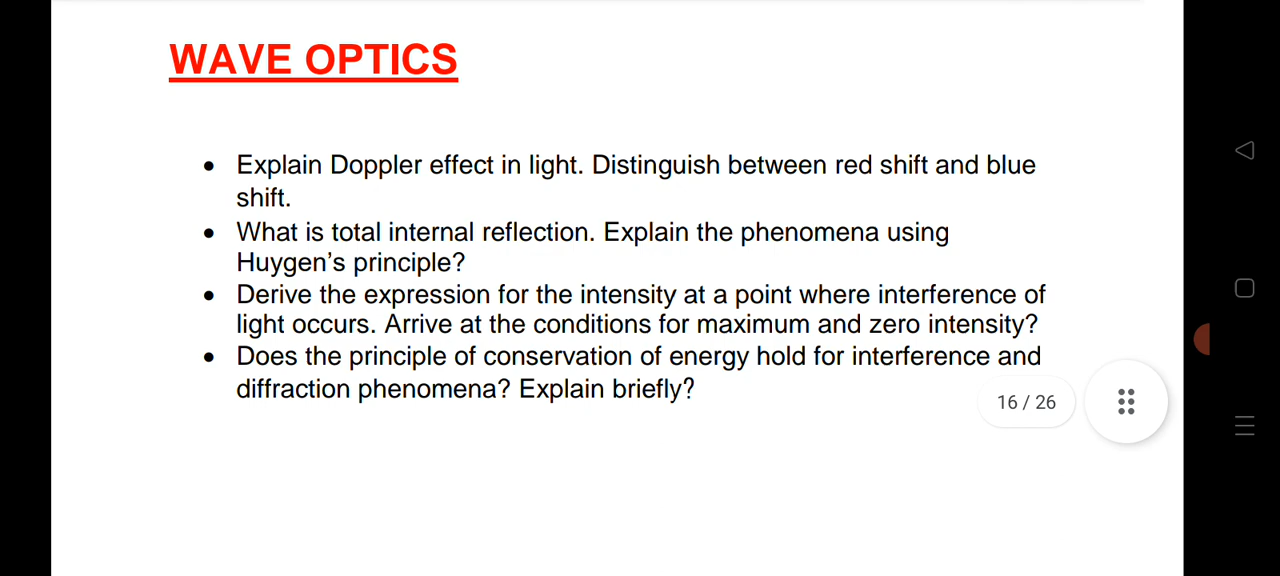 WAVE OPTICS
• Explain Doppler effect in light. Distinguish between red shift and blue
shift.
• What is total internal reflection. Explain the phenomena using
Huygen’s principle?
• Derive the expression for the intensity at a point where interference of
light occurs. Arrive at the conditions for maximum and zero intensity?
• Does the principle of conservation of energy hold for interference and
diffraction phenomena? Explain briefly?
16 / 26